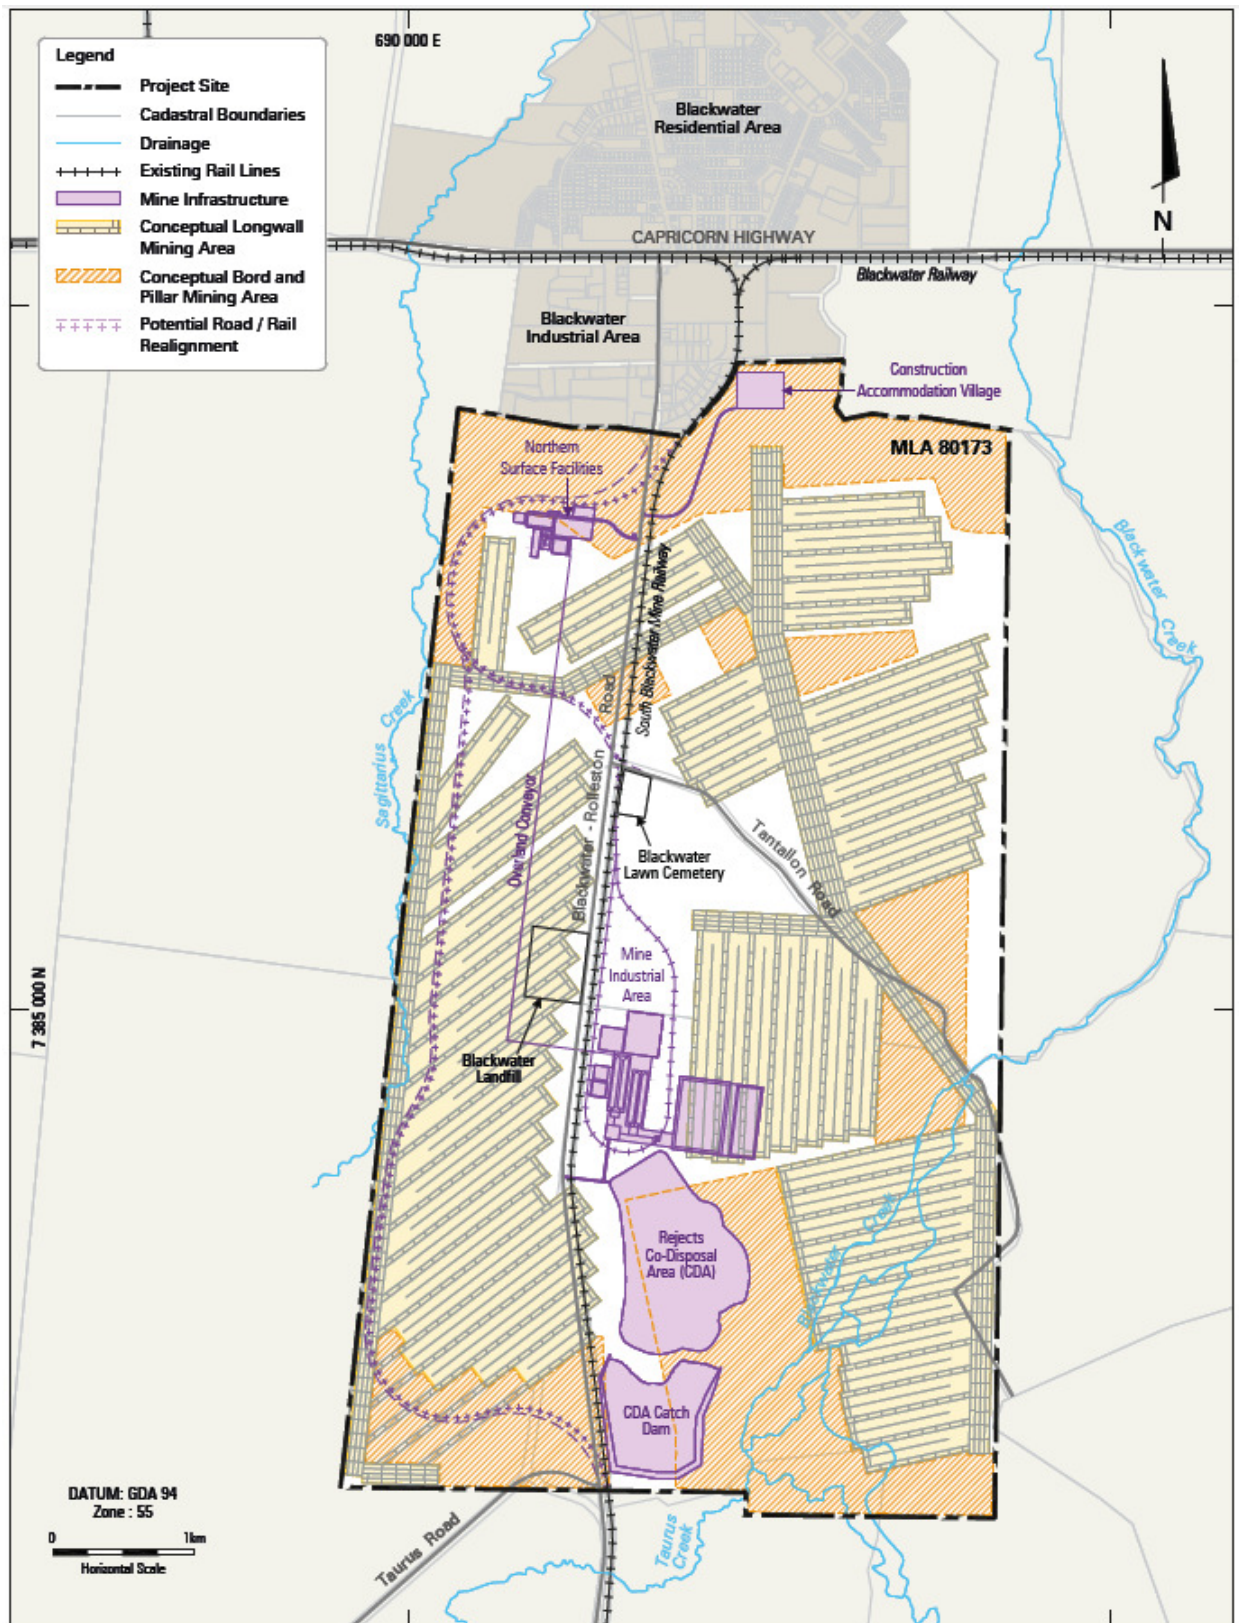 690 000 E
Legend
Project Site
Cadastral Boundaries
Drainage
Existing Rail Lines
Mine Infrastructure
Conceptual Longwall
Mining Area
Conceptual Bord and
Pillar Mining Area
Potential Road / Rail
Realignment
Blackwater
Residential Area
N
CAPRICORN HIGHWAY
Blackwater Railway
Blackwater
Industrial Area
Construction
Accommodation Village
MLA 80173
Northern
Surface Facilities
South Blackwater Mine Railway
Blackwater Creek
Sagittarius Creek
Overland Conveyor
Blackwater - Rolleston Road
Blackwater
Lawn Cemetery
Tantallon Road
Mine
Industrial
Area
7 385 000 N
Blackwater
Landfill
Rejects
Co-Disposal
Area (CDA)
Blackwater Creek
CDA Catch
Dam
DATUM: GDA 94
Zone : 55
0 1km
Horizontal Scale
Taurus Road
Taurus
Creek